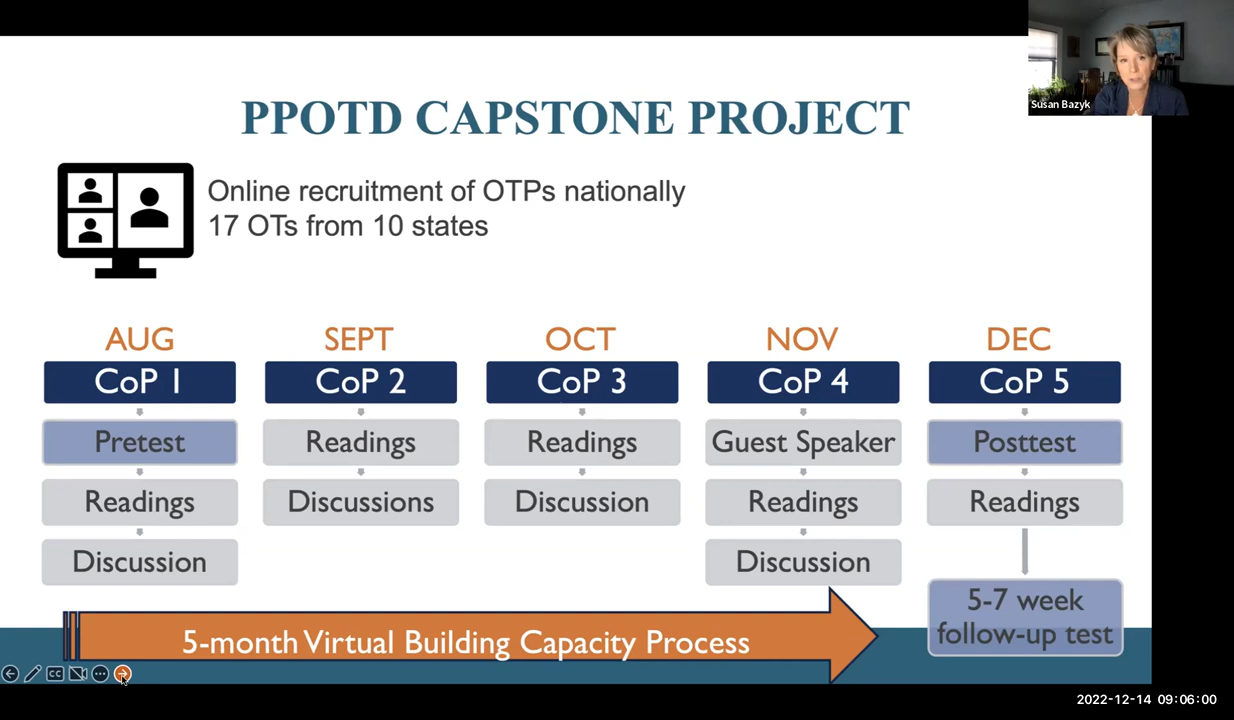 Susan Bazyk
PPOTD CAPSTONE PROJECT
Online recruitment of OTPs nationally
17 OTs from 10 states
AUG
CoP 1
Pretest
Readings
Discussion
SEPT
CoP 2
Readings
Discussions
OCT
CoP 3
Readings
Discussion
NOV
CoP 4
Guest Speaker
Readings
Discussion
DEC
CoP 5
Posttest
Readings
5-7 week
follow-up test
5-month Virtual Building Capacity Process
CC
2022-12-14 09:06:00